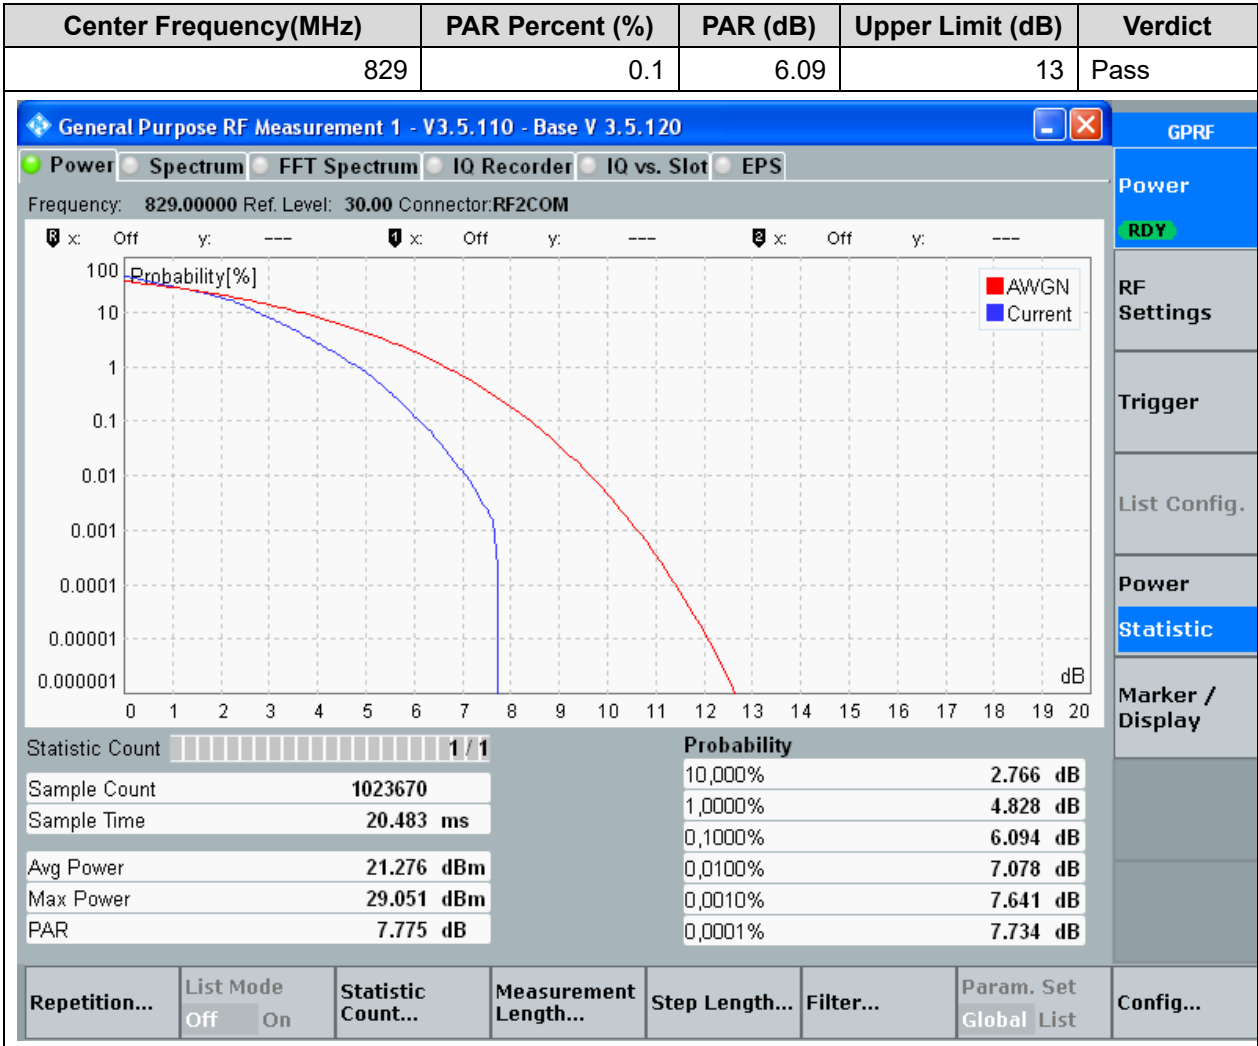 Center Frequency(MHz) PAR Percent (%) PAR (dB) Upper Limit (dB) Verdict
829 0.1 6.09 13 Pass
General Purpose RF Measurement 1 - V3.5.110 - Base V 3.5.120
GPRF
Power Spectrum FFT Spectrum IQ Recorder IQ vs. Slot EPS
Frequency: 829.00000 Ref. Level: 30.00 Connector:RF2COM
Power
RDY
R x: Off y: --- 1 x: Off y: --- 2 x: Off y: ---
Probability[%]
AWGN
Current
100
10
1
0.1
0.01
0.001
0.0001
0.00001
0.000001
dB
0 1 2 3 4 5 6 7 8 9 10 11 12 13 14 15 16 17 18 19 20
RF
Settings
Trigger
List Config.
Power
Statistic
Marker /
Display
Statistic Count 1 / 1
Sample Count 1023670
Sample Time 20.483 ms
Avg Power 21.276 dBm
Max Power 29.051 dBm
PAR 7.775 dB
Probability
10,000% 2.766 dB
1,0000% 4.828 dB
0,1000% 6.094 dB
0,0100% 7.078 dB
0,0010% 7.641 dB
0,0001% 7.734 dB
Repetition...
List Mode
Off On
Statistic
Count...
Measurement
Length...
Step Length...
Filter...
Param. Set
Global List
Config...